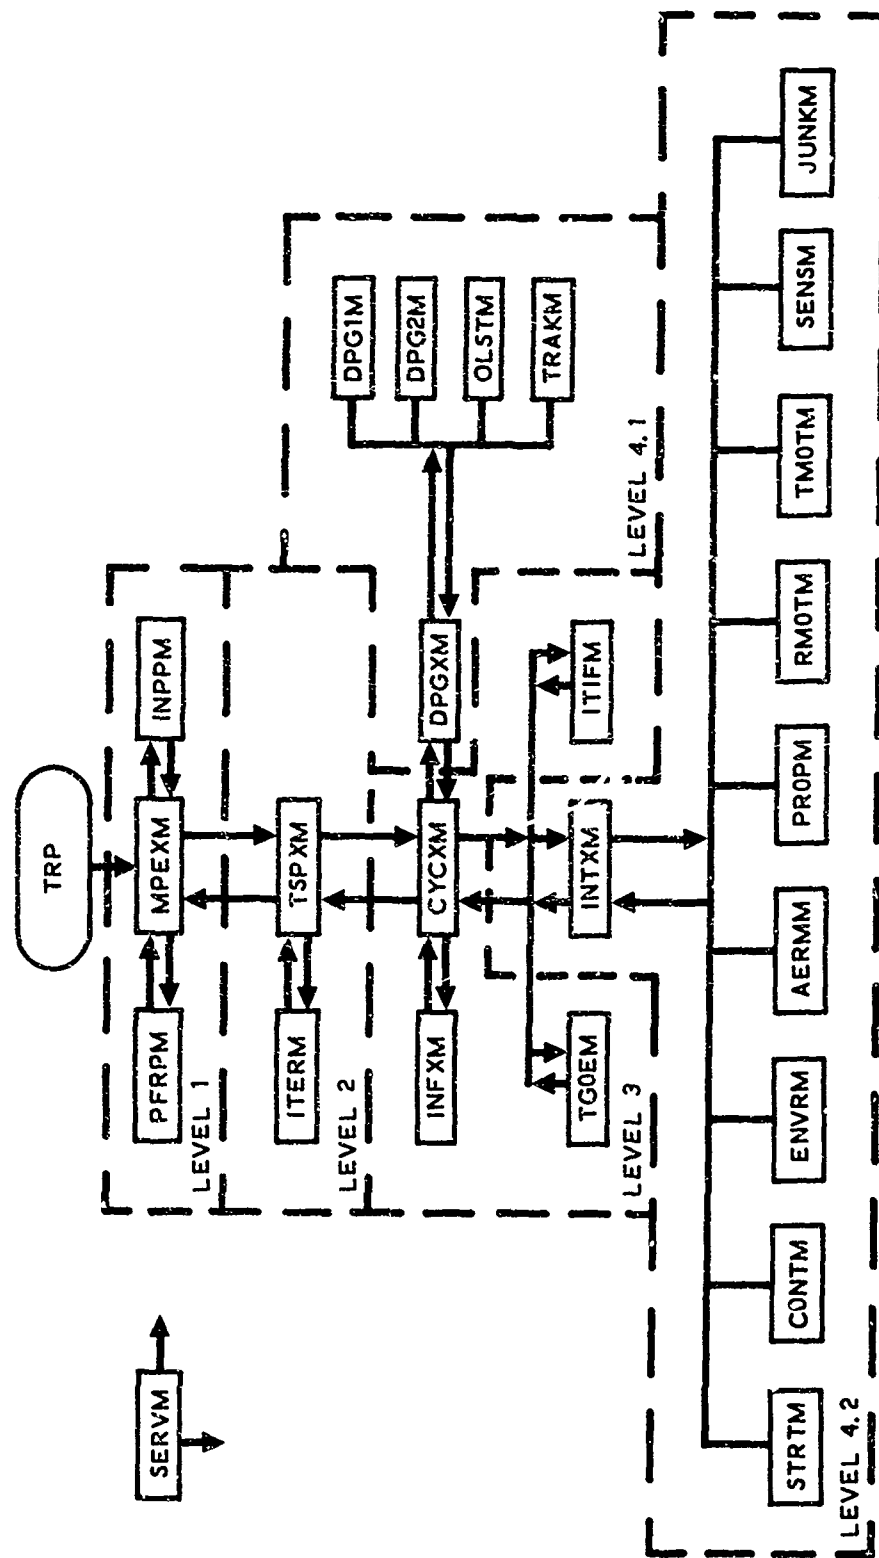 TRP
SERVM
PFRPM
MPEXM
INPPM
LEVEL 1
ITERM
TSPXM
LEVEL 2
INFXM
CYCXM
DPGXM
DPG1M
DPG2M
OLSTM
TRAKM
TGOEM
INTXM
ITIFM
LEVEL 3
LEVEL 4.1
STRTM
CONTM
ENVRM
AERMM
PROPM
RMOTM
TMOTM
SENSM
JUNKM
LEVEL 4.2